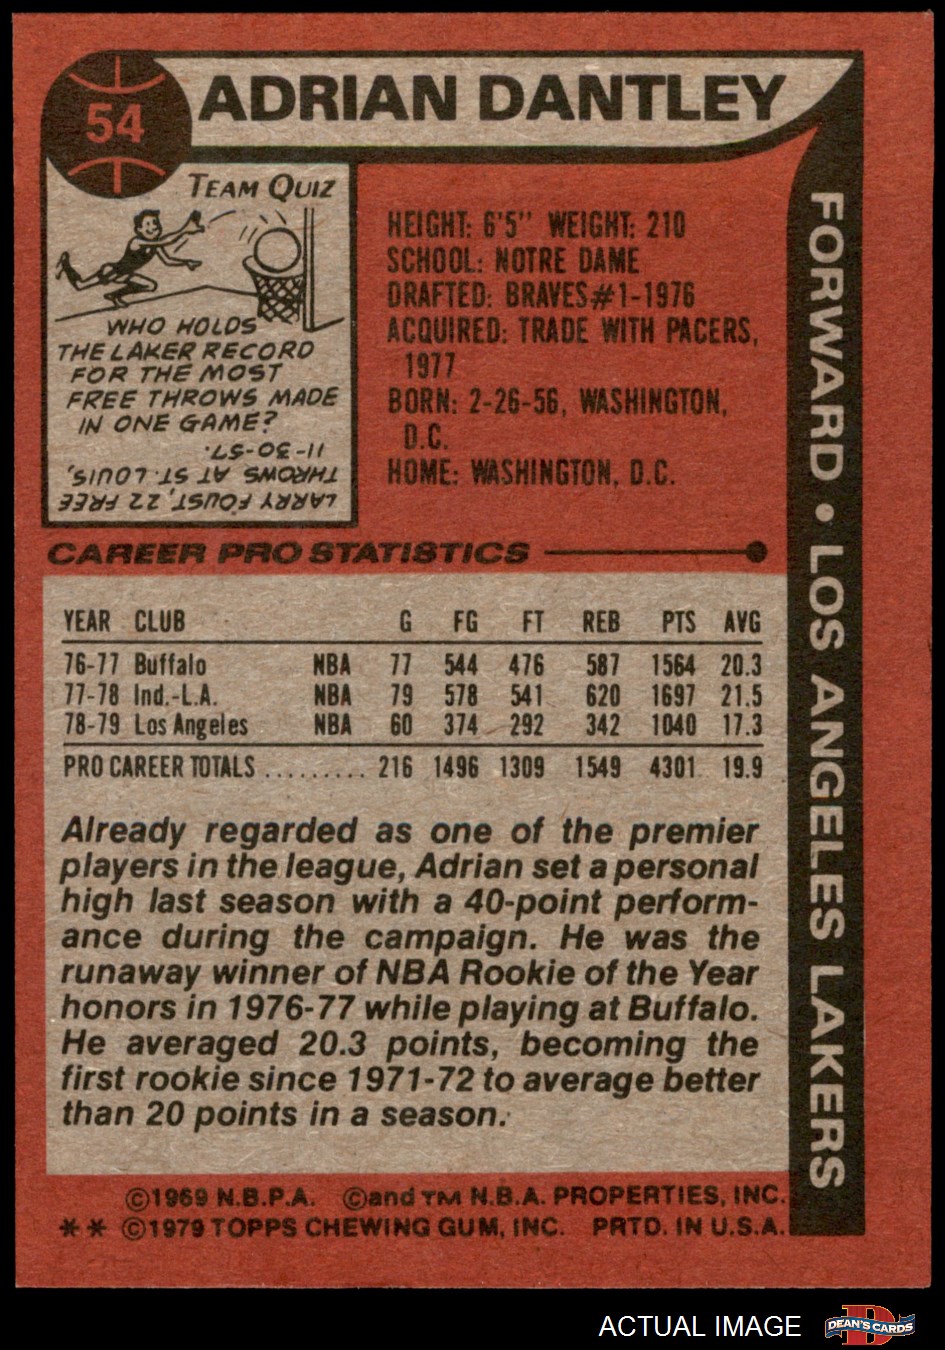 54
ADRIAN DANTLEY
TEAM QUIZ
WHO HOLDS
THE LAKER RECORD
FOR THE MOST
FREE THROWS MADE
IN ONE GAME?
LARRY FOUST, 22 FREE
THROWS AT ST. LOUIS,
11-30-57.
HEIGHT: 6'5" WEIGHT: 210
SCHOOL: NOTRE DAME
DRAFTED: BRAVES#1-1976
ACQUIRED: TRADE WITH PACERS,
1977
BORN: 2-26-56, WASHINGTON,
D.C.
HOME: WASHINGTON, D.C.
FORWARD • LOS ANGELES LAKERS
CAREER PRO STATISTICS
YEAR CLUB G FG FT REB PTS AVG
76-77 Buffalo NBA 77 544 476 587 1564 20.3
77-78 Ind.-L.A. NBA 79 578 541 620 1697 21.5
78-79 Los Angeles NBA 60 374 292 342 1040 17.3
PRO CAREER TOTALS ......... 216 1496 1309 1549 4301 19.9
Already regarded as one of the premier
players in the league, Adrian set a personal
high last season with a 40-point perform-
ance during the campaign. He was the
runaway winner of NBA Rookie of the Year
honors in 1976-77 while playing at Buffalo.
He averaged 20.3 points, becoming the
first rookie since 1971-72 to average better
than 20 points in a season.
©1969 N.B.P.A. ©and TM N.B.A. PROPERTIES, INC.
** ©1979 TOPPS CHEWING GUM, INC. PRTD. IN U.S.A.
ACTUAL IMAGE
D
DEAN'S CARDS